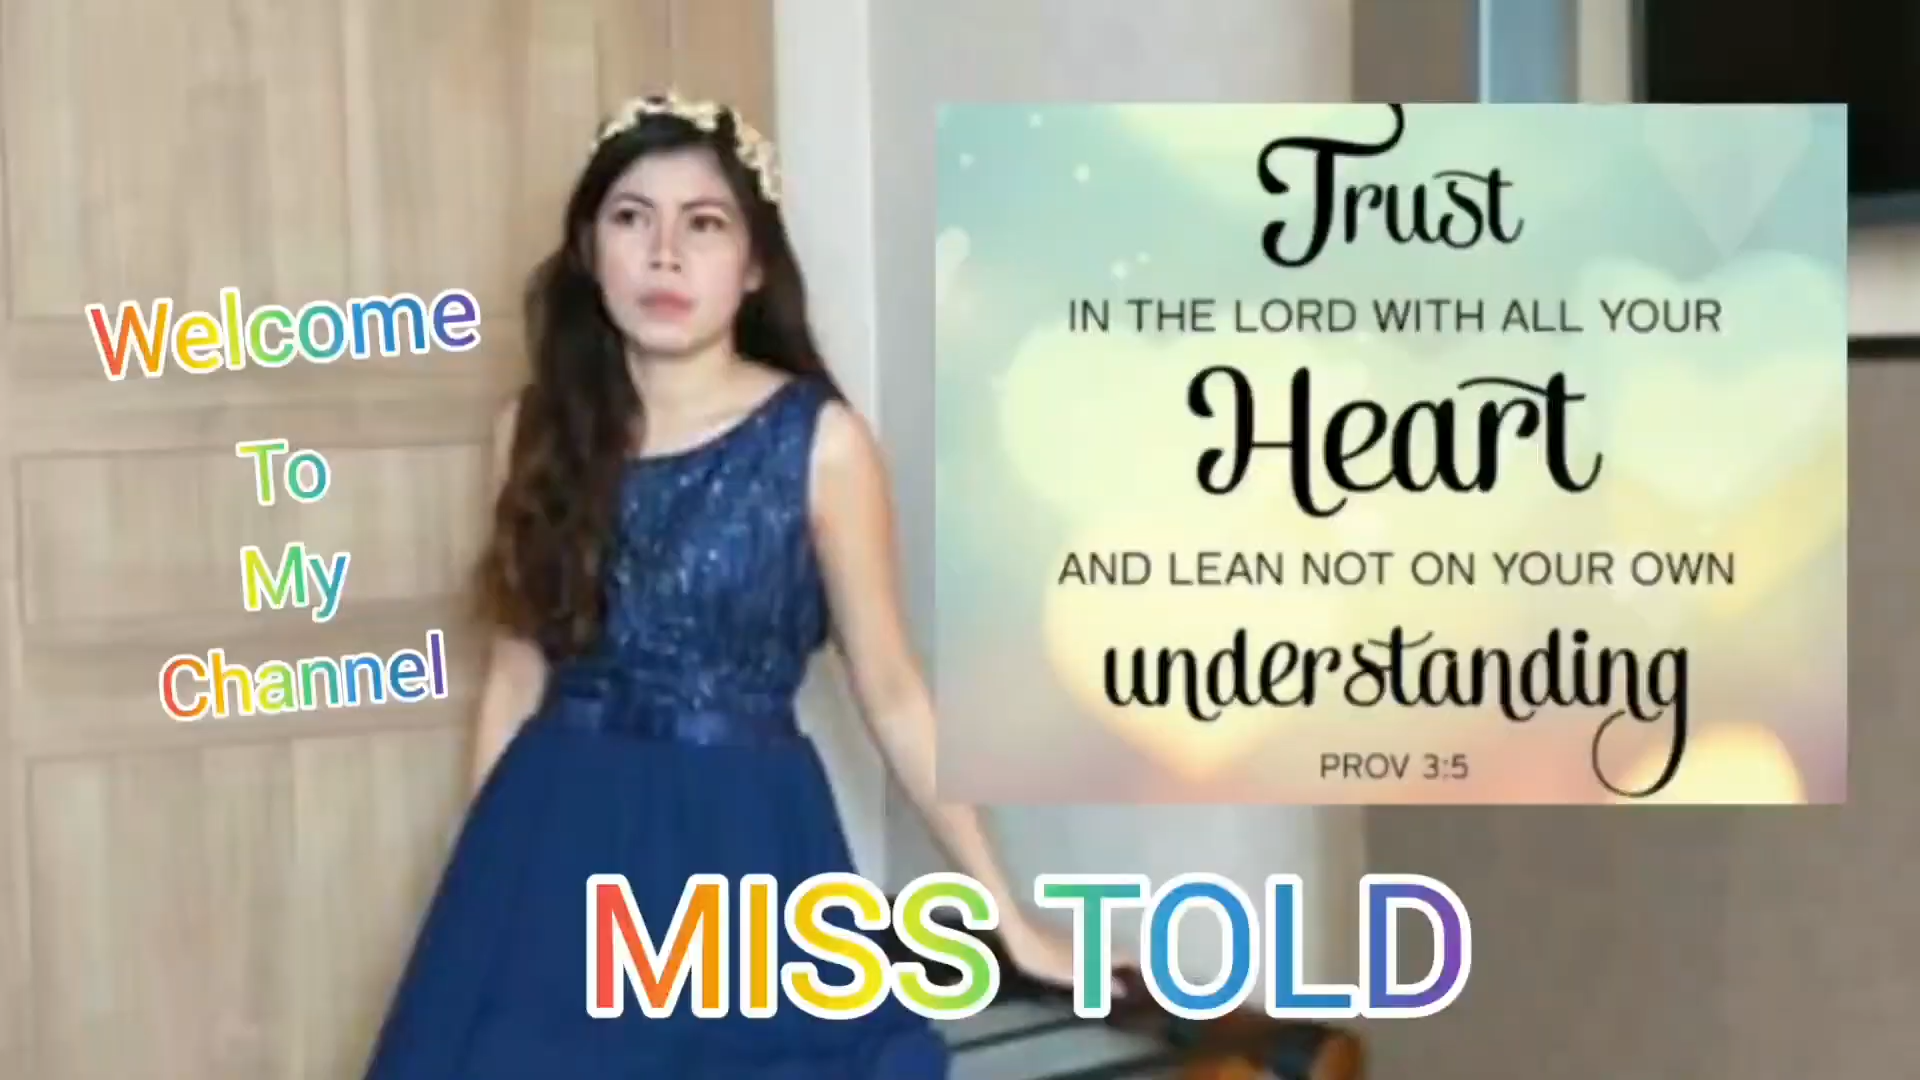 Welcome
To
My
Channel
Trust
IN THE LORD WITH ALL YOUR
Heart
AND LEAN NOT ON YOUR OWN
understanding
PROV 3:5
MISS TOLD